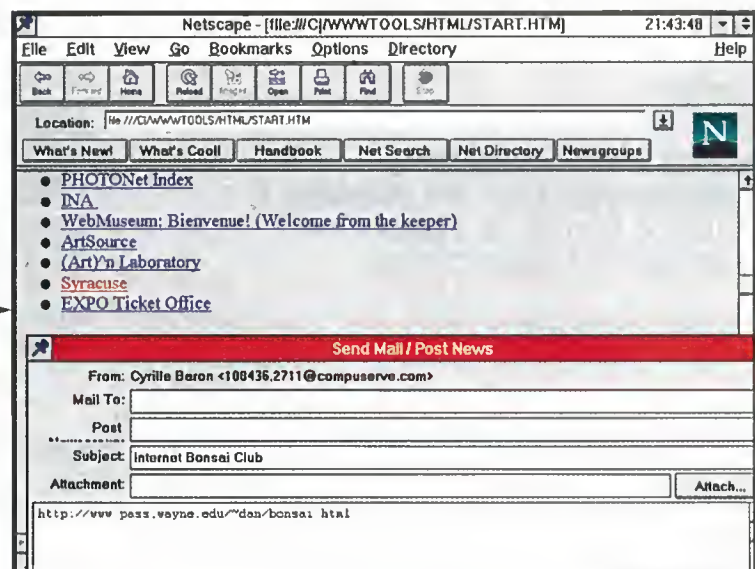 Netscape - [file:///C|/WWWTOOLS/HTML/START.HTM] 21:43:48
File Edit View Go Bookmarks Options Directory Help
Back Forward Home Reload Images Open Print Find Stop
Location: file:///C|/WWWTOOLS/HTML/START.HTM
N
What's New! What's Cool! Handbook Net Search Net Directory Newsgroups
PHOTONet Index
INA
WebMuseum: Bienvenue! (Welcome from the keeper)
ArtSource
(Art)^n Laboratory
Syracuse
EXPO Ticket Office
Send Mail / Post News
From: Cyrille Baron <108436,2711@compuserve.com>
Mail To:
Post
Subject: Internet Bonsai Club
Attachment: Attach...
http://www pass.wayne.edu/~dan/bonsai html